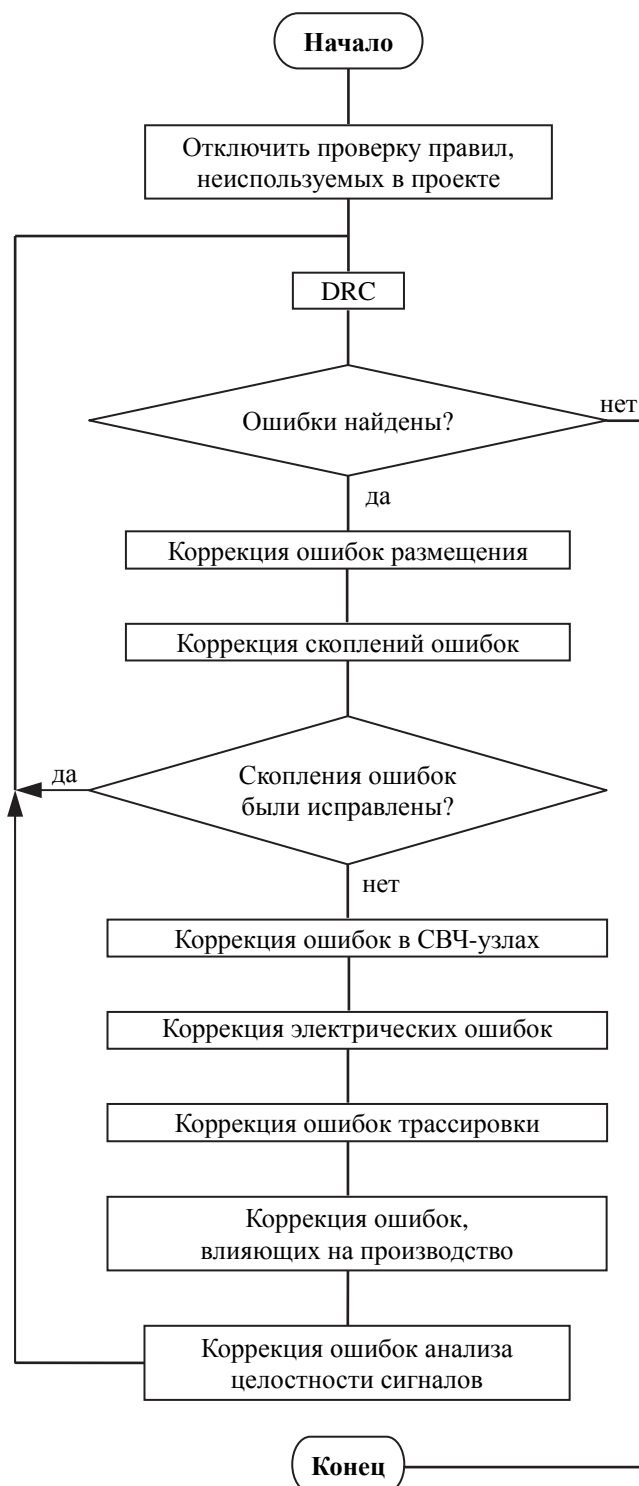 Начало
Отключить проверку правил,
неиспользуемых в проекте
DRC
Ошибки найдены?
нет
да
Коррекция ошибок размещения
Коррекция скоплений ошибок
да
Скопления ошибок
были исправлены?
нет
Коррекция ошибок в СВЧ-узлах
Коррекция электрических ошибок
Коррекция ошибок трассировки
Коррекция ошибок,
влияющих на производство
Коррекция ошибок анализа
целостности сигналов
Конец